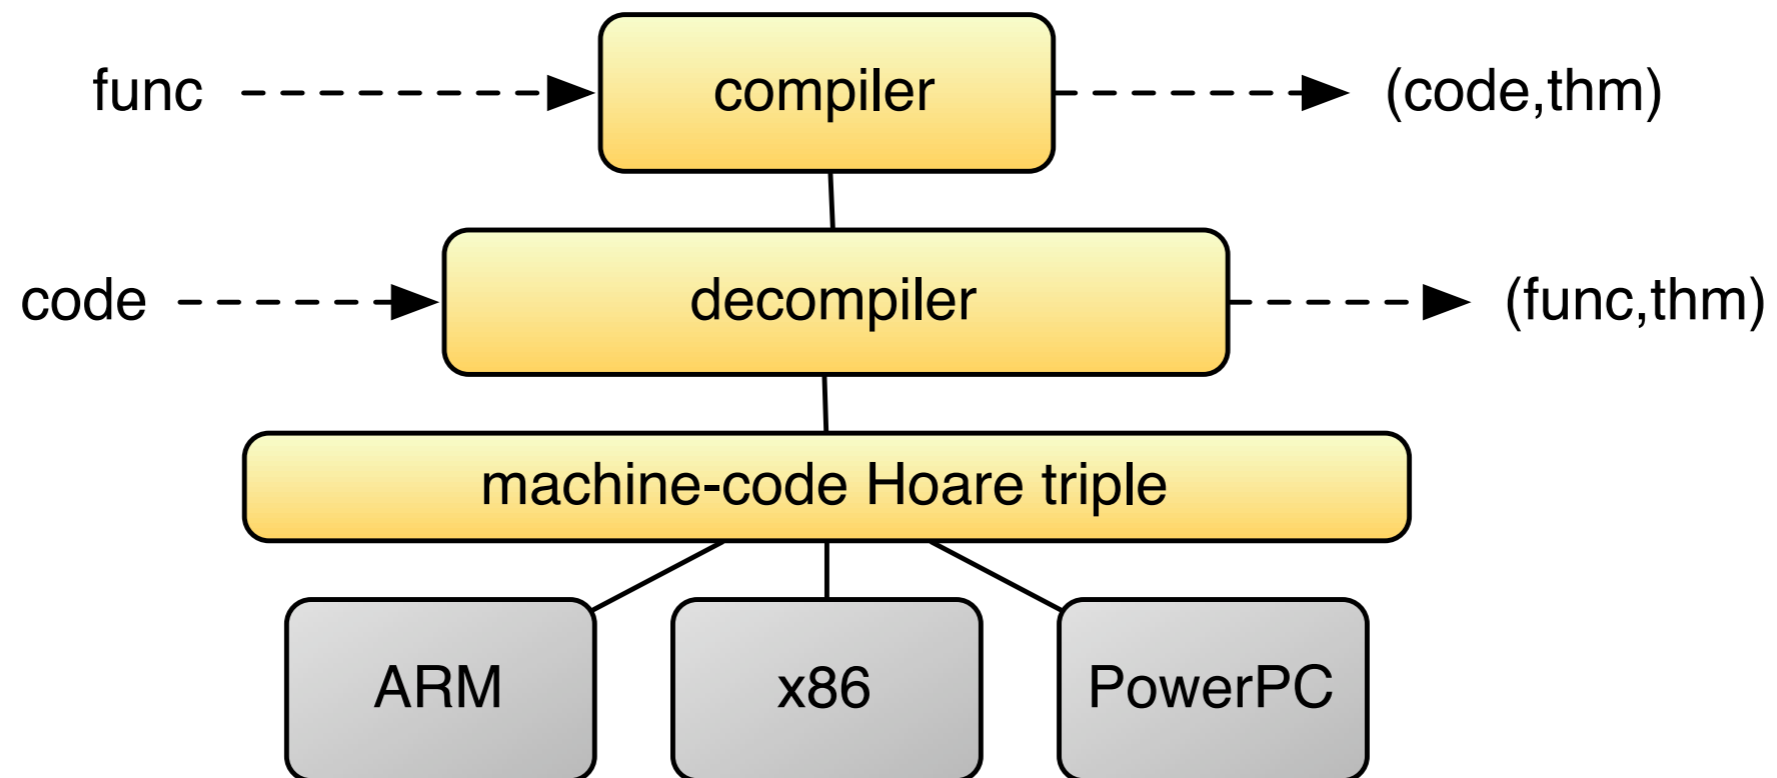 func
compiler
(code,thm)
code
decompiler
(func,thm)
machine-code Hoare triple
ARM
x86
PowerPC